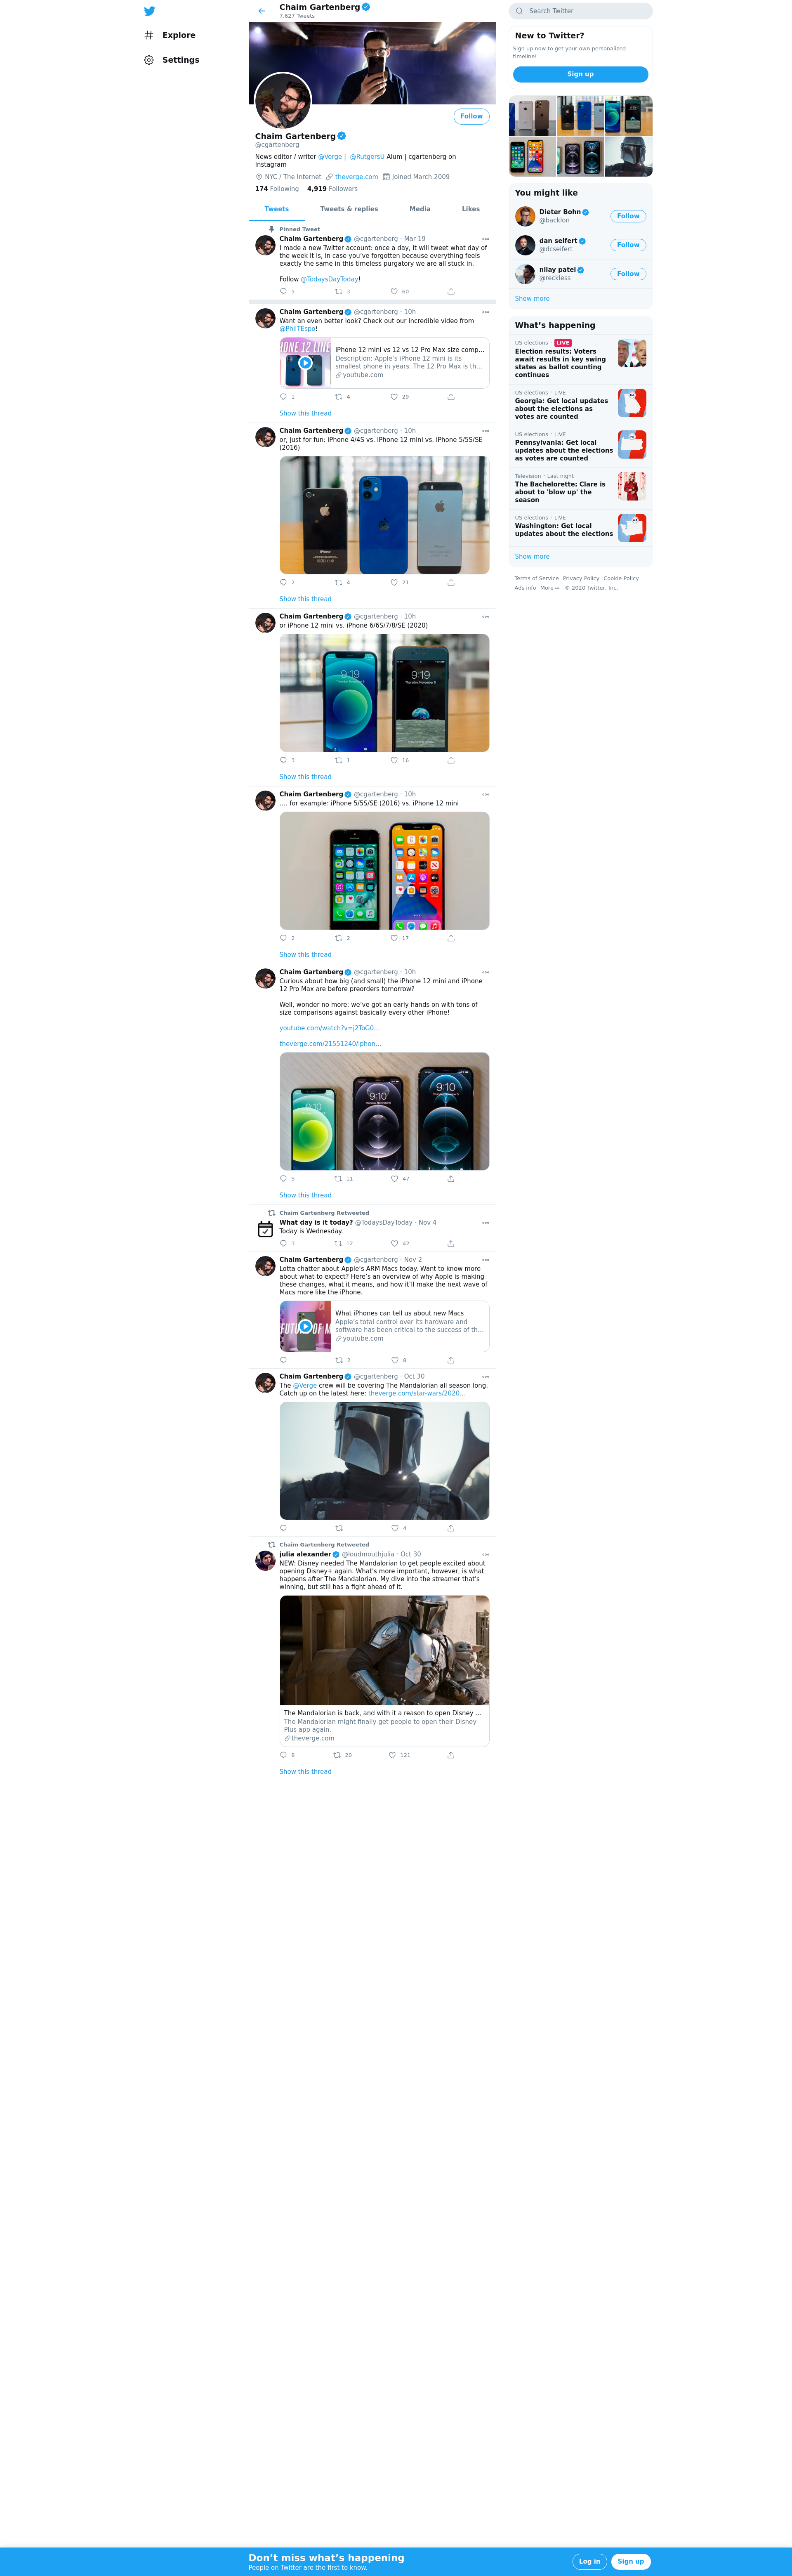 Explore
Settings
Chaim Gartenberg
7,627 Tweets
Follow
Chaim Gartenberg
@cgartenberg
News editor / writer @Verge | @RutgersU Alum | cgartenberg on
Instagram
NYC / The Internet theverge.com Joined March 2009
174 Following 4,919 Followers
Tweets Tweets & replies Media Likes
Pinned Tweet
Chaim Gartenberg @cgartenberg · Mar 19
I made a new Twitter account: once a day, it will tweet what day of
the week it is, in case you've forgotten because everything feels
exactly the same in this timeless purgatory we are all stuck in.
Follow @TodaysDayToday!
5 3 60
Chaim Gartenberg @cgartenberg · 10h
Want an even better look? Check out our incredible video from
@PhilTEspo!
iPhone 12 mini vs 12 vs 12 Pro Max size comp...
Description: Apple's iPhone 12 mini is its
smallest phone in years. The 12 Pro Max is th...
youtube.com
1 4 29
Show this thread
Chaim Gartenberg @cgartenberg · 10h
or, just for fun: iPhone 4/4S vs. iPhone 12 mini vs. iPhone 5/5S/SE
(2016)
2 4 21
Show this thread
Chaim Gartenberg @cgartenberg · 10h
or iPhone 12 mini vs. iPhone 6/6S/7/8/SE (2020)
9:19
9:19
3 1 16
Show this thread
Chaim Gartenberg @cgartenberg · 10h
.... for example: iPhone 5/5S/SE (2016) vs. iPhone 12 mini
2 2 17
Show this thread
Chaim Gartenberg @cgartenberg · 10h
Curious about how big (and small) the iPhone 12 mini and iPhone
12 Pro Max are before preorders tomorrow?
Well, wonder no more: we've got an early hands on with tons of
size comparisons against basically every other iPhone!
youtube.com/watch?v=j2ToG0...
theverge.com/21551240/iphon...
9:10
9:10
9:10
5 11 47
Show this thread
Chaim Gartenberg Retweeted
What day is it today? @TodaysDayToday · Nov 4
Today is Wednesday.
3 12 42
Chaim Gartenberg @cgartenberg · Nov 2
Lotta chatter about Apple's ARM Macs today. Want to know more
about what to expect? Here's an overview of why Apple is making
these changes, what it means, and how it'll make the next wave of
Macs more like the iPhone.
What iPhones can tell us about new Macs
Apple's total control over its hardware and
software has been critical to the success of th...
youtube.com
2 8
Chaim Gartenberg @cgartenberg · Oct 30
The @Verge crew will be covering The Mandalorian all season long.
Catch up on the latest here: theverge.com/star-wars/2020...
4
Chaim Gartenberg Retweeted
julia alexander @loudmouthjulia · Oct 30
NEW: Disney needed The Mandalorian to get people excited about
opening Disney+ again. What's more important, however, is what
happens after The Mandalorian. My dive into the streamer that's
winning, but still has a fight ahead of it.
The Mandalorian is back, and with it a reason to open Disney ...
The Mandalorian might finally get people to open their Disney
Plus app again.
theverge.com
8 20 121
Show this thread
Search Twitter
New to Twitter?
Sign up now to get your own personalized
timeline!
Sign up
You might like
Dieter Bohn
@backlon
Follow
dan seifert
@dcseifert
Follow
nilay patel
@reckless
Follow
Show more
What's happening
US elections · LIVE
Election results: Voters
await results in key swing
states as ballot counting
continues
US elections · LIVE
Georgia: Get local updates
about the elections as
votes are counted
US elections · LIVE
Pennsylvania: Get local
updates about the elections
as votes are counted
Television · Last night
The Bachelorette: Clare is
about to 'blow up' the
season
US elections · LIVE
Washington: Get local
updates about the elections
Show more
Terms of Service Privacy Policy Cookie Policy
Ads info More © 2020 Twitter, Inc.
Don't miss what's happening
People on Twitter are the first to know.
Log in
Sign up